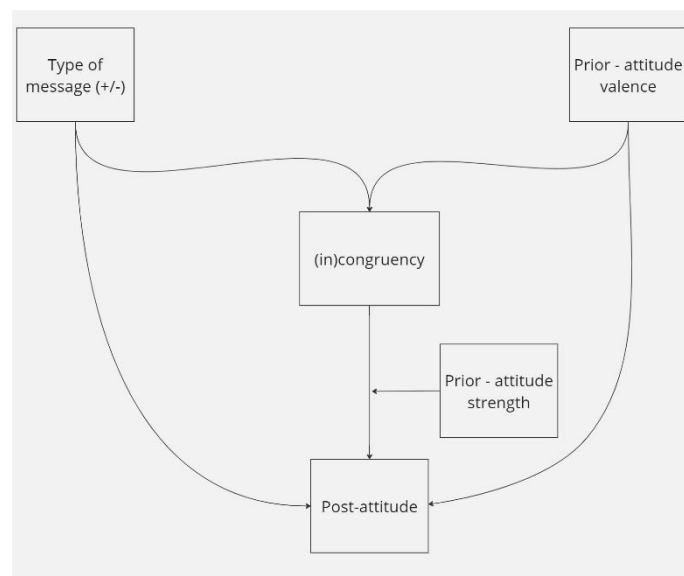 Type of
message (+/-)
Prior - attitude
valence
(in)congruency
Prior - attitude
strength
Post-attitude